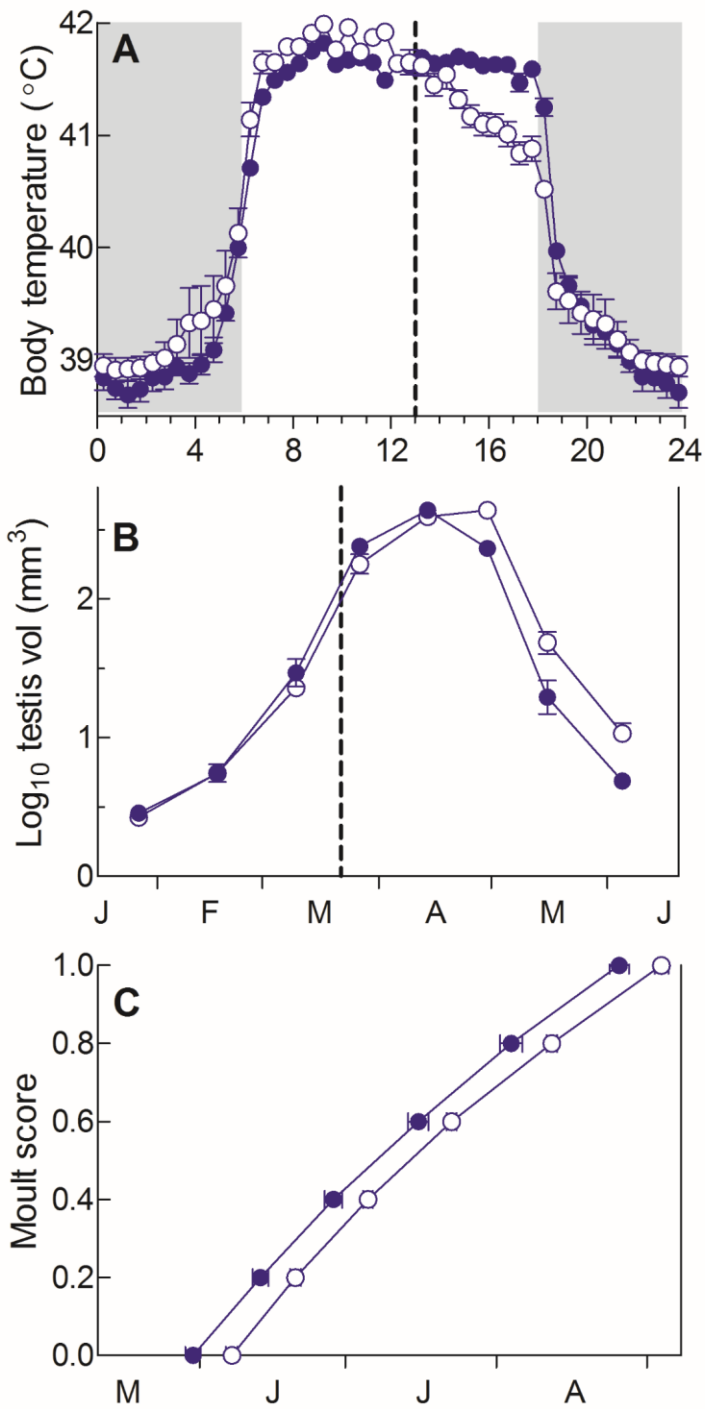 A
Body temperature (°C)
42
41
40
39
0 4 8 12 16 20 24
B
Log10 testis vol (mm3)
2
1
0
J F M A M J
C
Moult score
1.0
0.8
0.6
0.4
0.2
0.0
M J J A